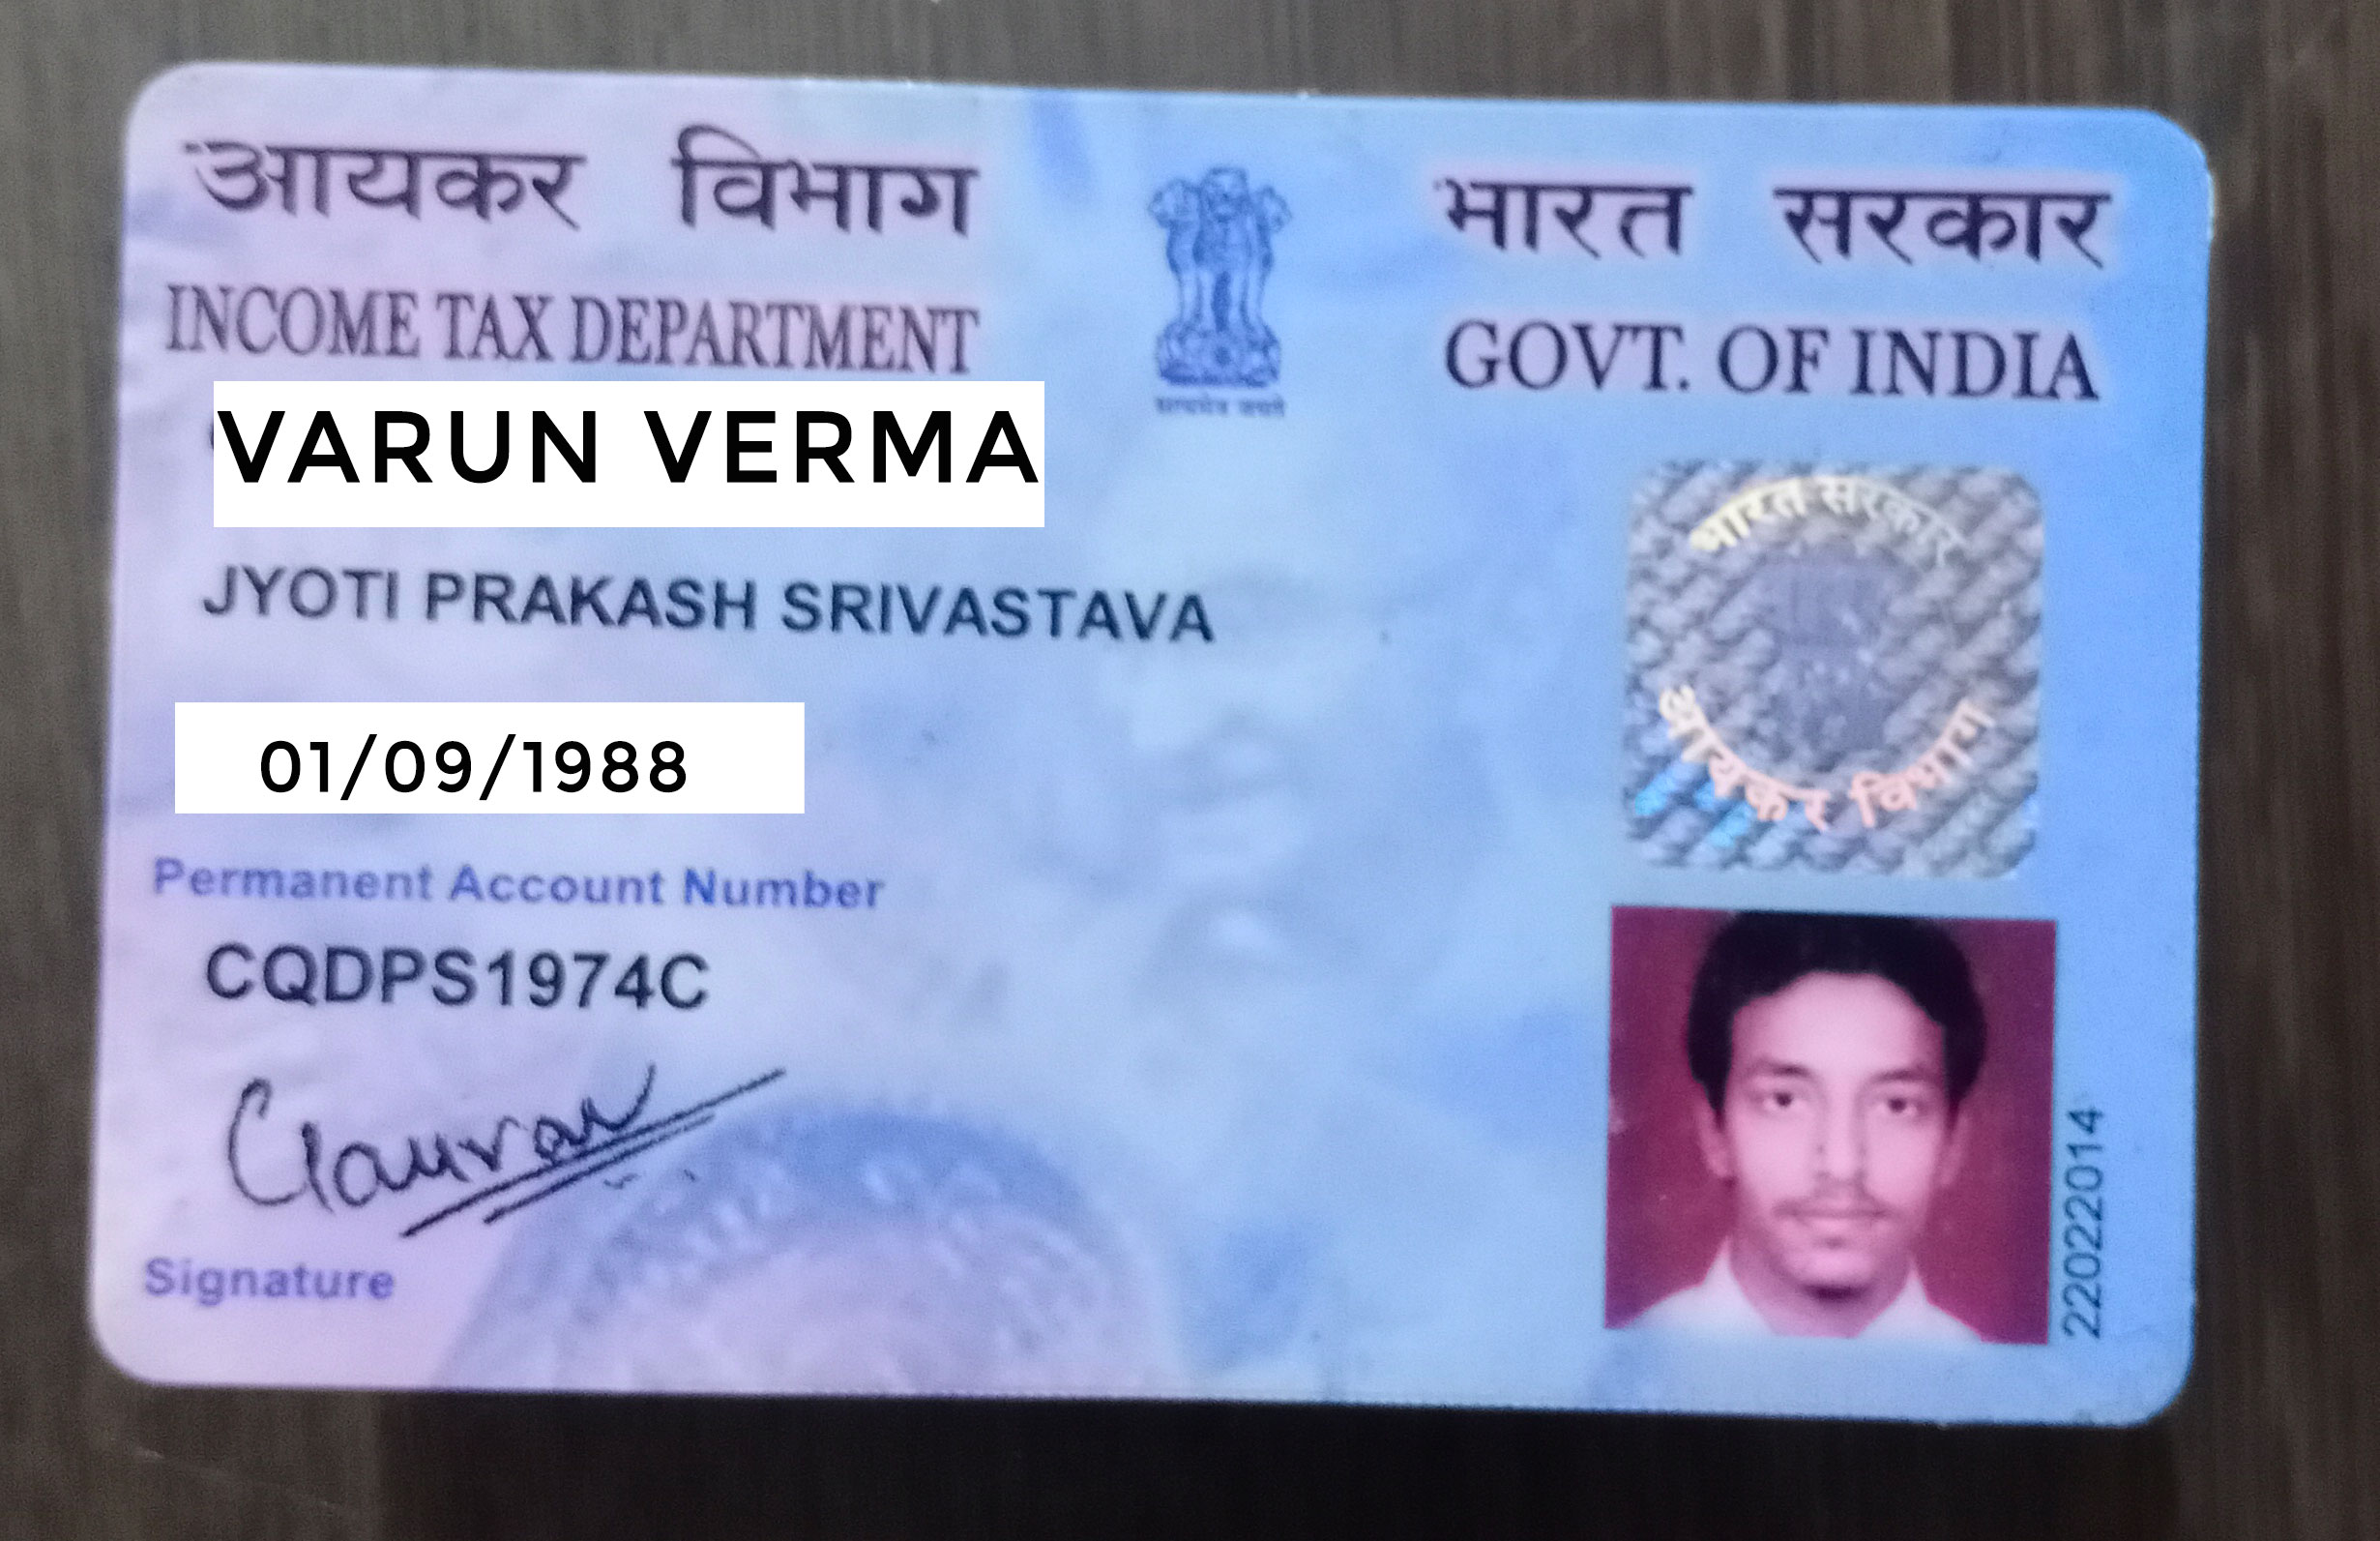 आयकर विभाग
INCOME TAX DEPARTMENT
सत्यमेव जयते
भारत सरकार
GOVT. OF INDIA
VARUN VERMA
JYOTI PRAKASH SRIVASTAVA
01/09/1988
Permanent Account Number
CQDPS1974C
Gaurav
Signature
भारत सरकार
आयकर विभाग
22022014